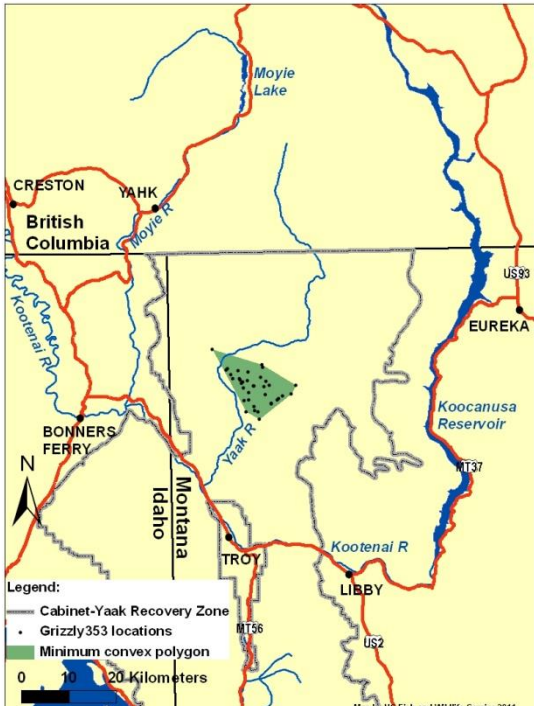 Moyie
Lake
CRESTON
YAHK
British
Columbia
Moyie R
Kootenai R
US93
EUREKA
Koocanusa
Reservoir
BONNERS
FERRY
Yaak R
MT37
N
Montana
Idaho
TROY
Kootenai R
LIBBY
MT56
US2
Legend:
Cabinet-Yaak Recovery Zone
Grizzly353 locations
Minimum convex polygon
0 10 20 Kilometers